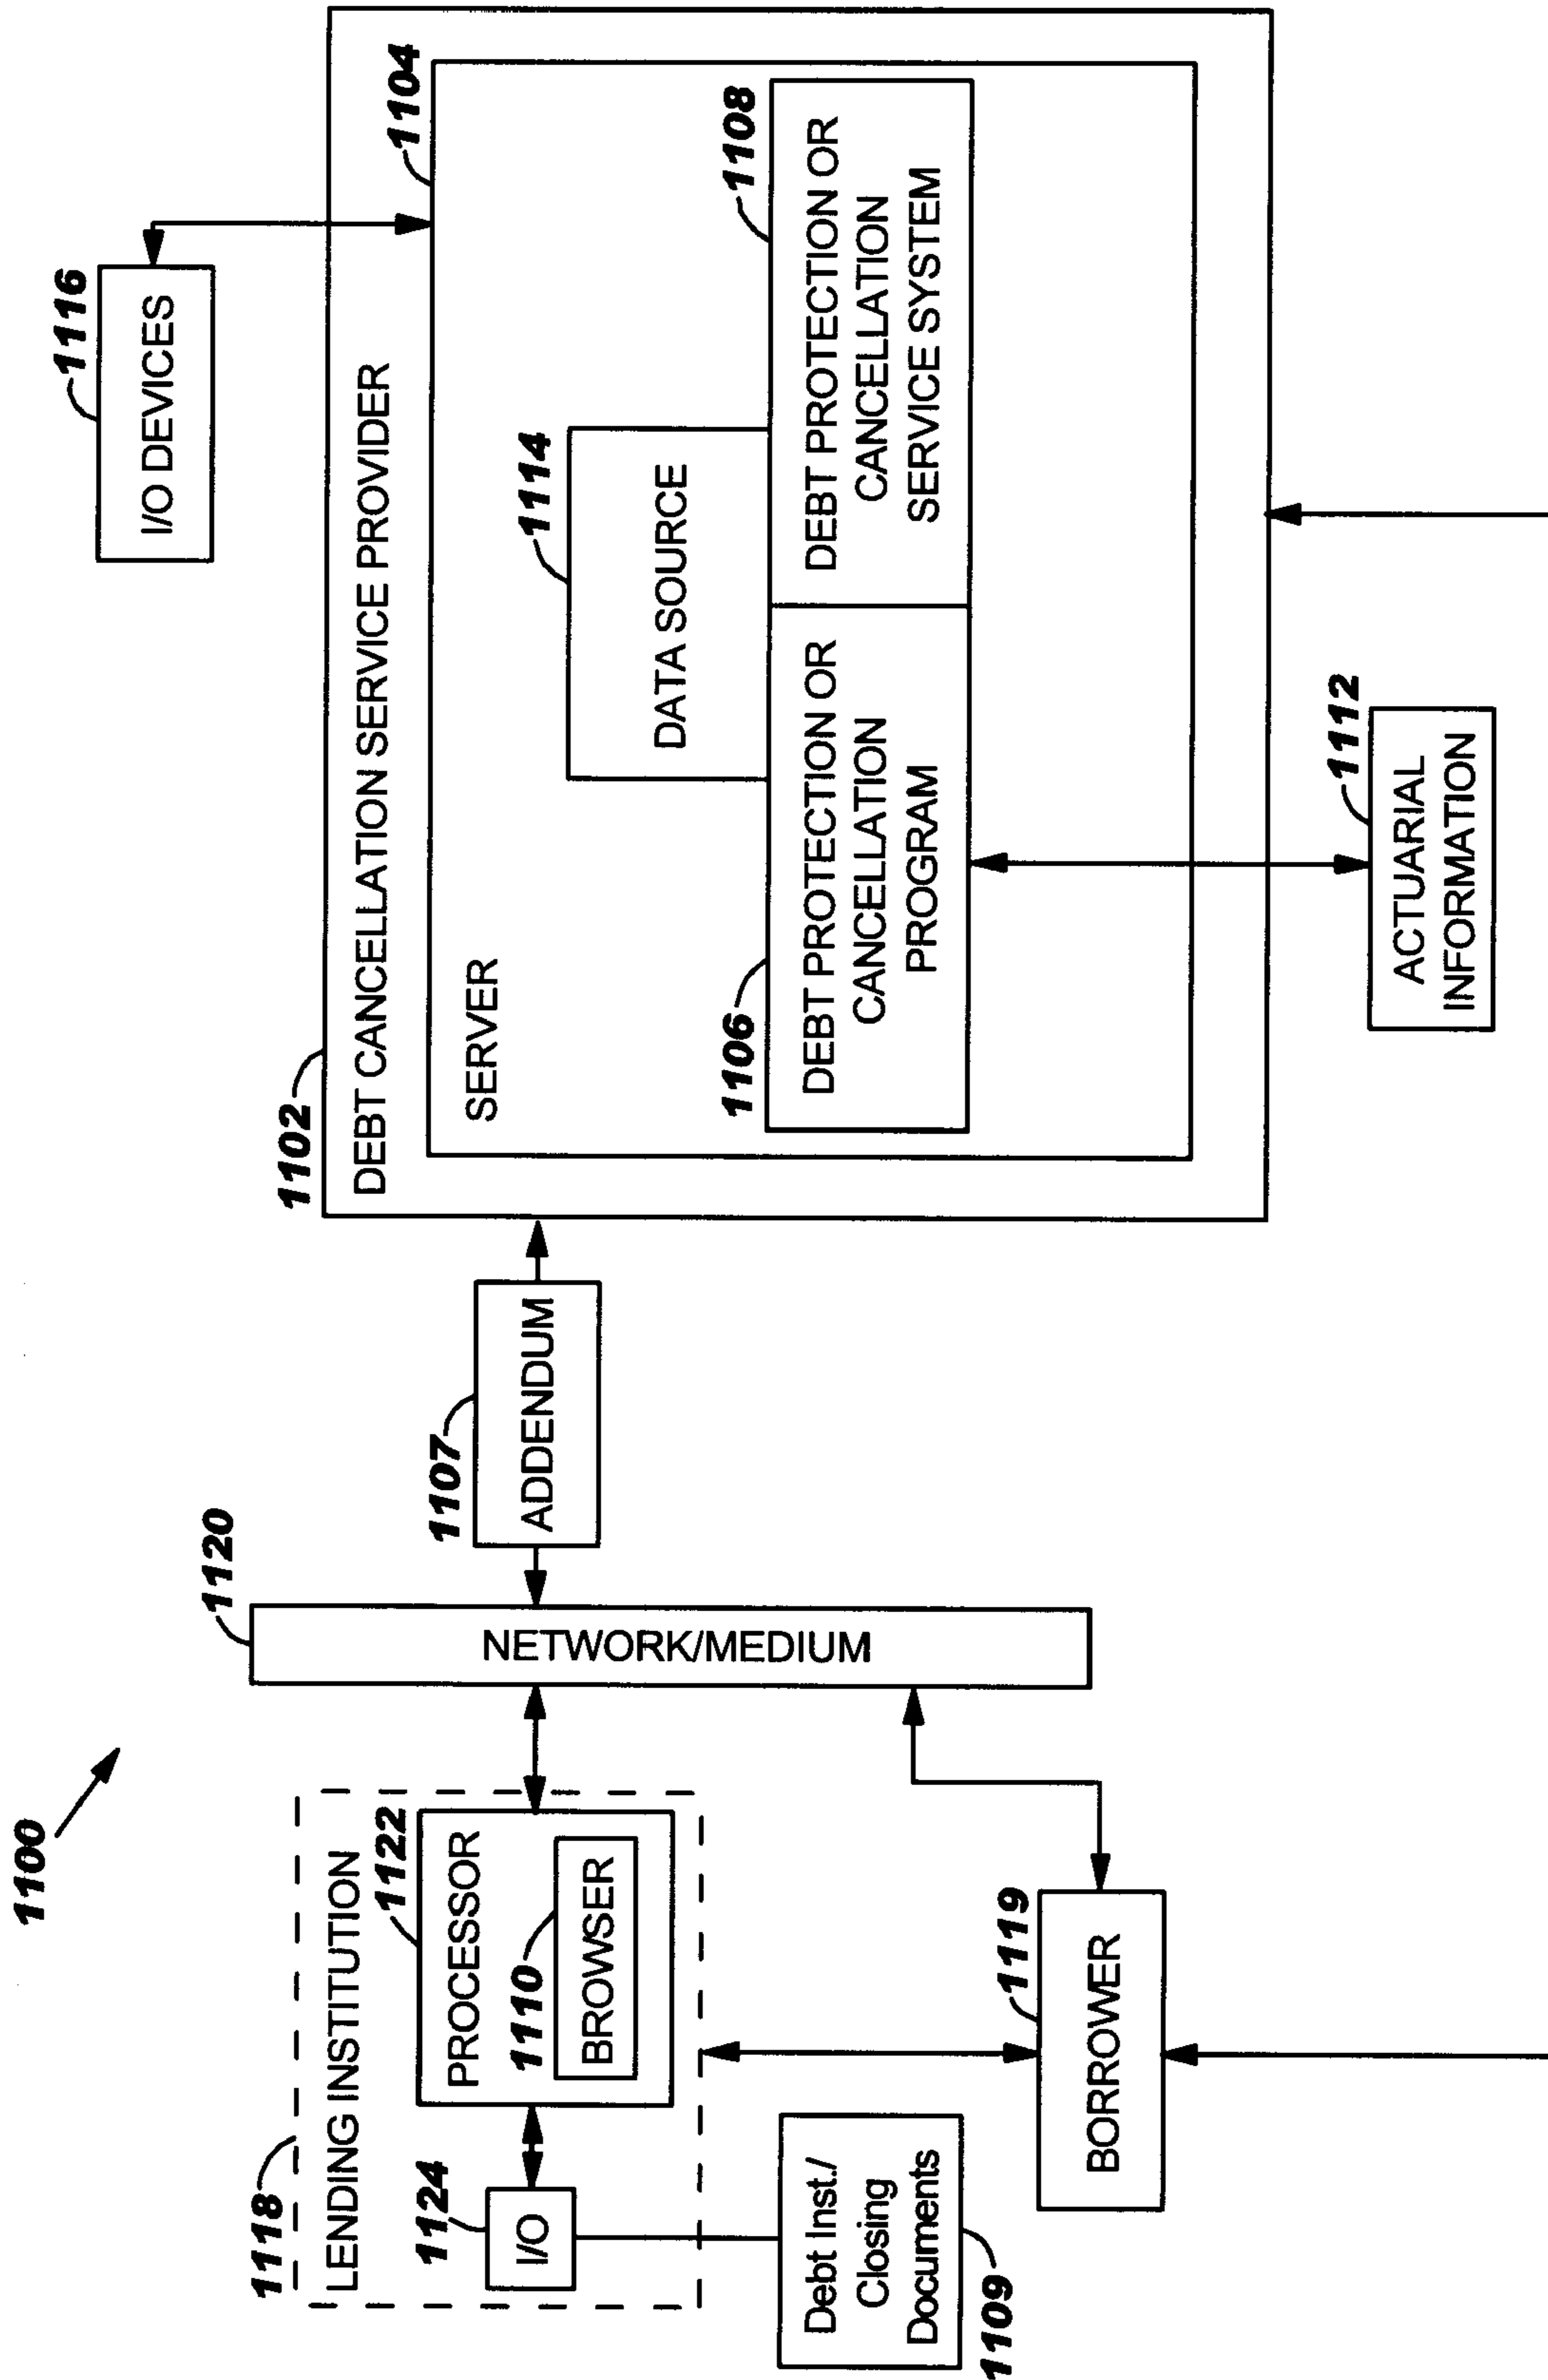 1100
1118
LENDING INSTITUTION
1122
PROCESSOR
1110
BROWSER
1124
I/O
Debt Inst./
Closing
Documents
1109
1119
BORROWER
1120
NETWORK/MEDIUM
1107
ADDENDUM
1102
DEBT CANCELLATION SERVICE PROVIDER
1104
SERVER
1116
I/O DEVICES
1114
DATA SOURCE
1106
DEBT PROTECTION OR
CANCELLATION
PROGRAM
1108
DEBT PROTECTION OR
CANCELLATION
SERVICE SYSTEM
1112
ACTUARIAL
INFORMATION